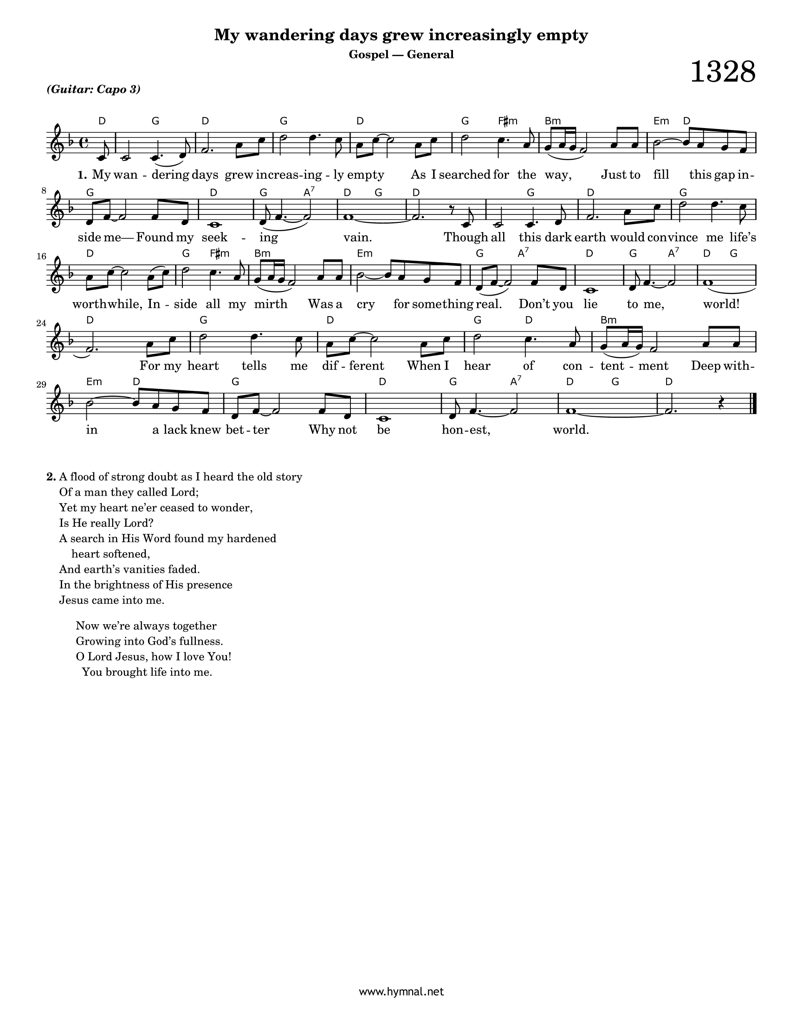 My wandering days grew increasingly empty
Gospel — General
1328
(Guitar: Capo 3)
D G D G D G F♯m Bm Em D
1. My wan - dering days grew increas-ing - ly empty As I searched for the way, Just to fill this gap in-
8 G D G A7 D G D G D G
side me— Found my seek - ing vain. Though all this dark earth would convince me life's
16 D G F♯m Bm Em G A7 D G A7 D G
worthwhile, In - side all my mirth Was a cry for something real. Don't you lie to me, world!
24 D G D G D Bm
For my heart tells me dif - ferent When I hear of con - tent - ment Deep with-
29 Em D G D G A7 D G D
in a lack knew bet - ter Why not be hon - est, world.
2. A flood of strong doubt as I heard the old story
Of a man they called Lord;
Yet my heart ne'er ceased to wonder,
Is He really Lord?
A search in His Word found my hardened
heart softened,
And earth's vanities faded.
In the brightness of His presence
Jesus came into me.
Now we're always together
Growing into God's fullness.
O Lord Jesus, how I love You!
You brought life into me.
www.hymnal.net